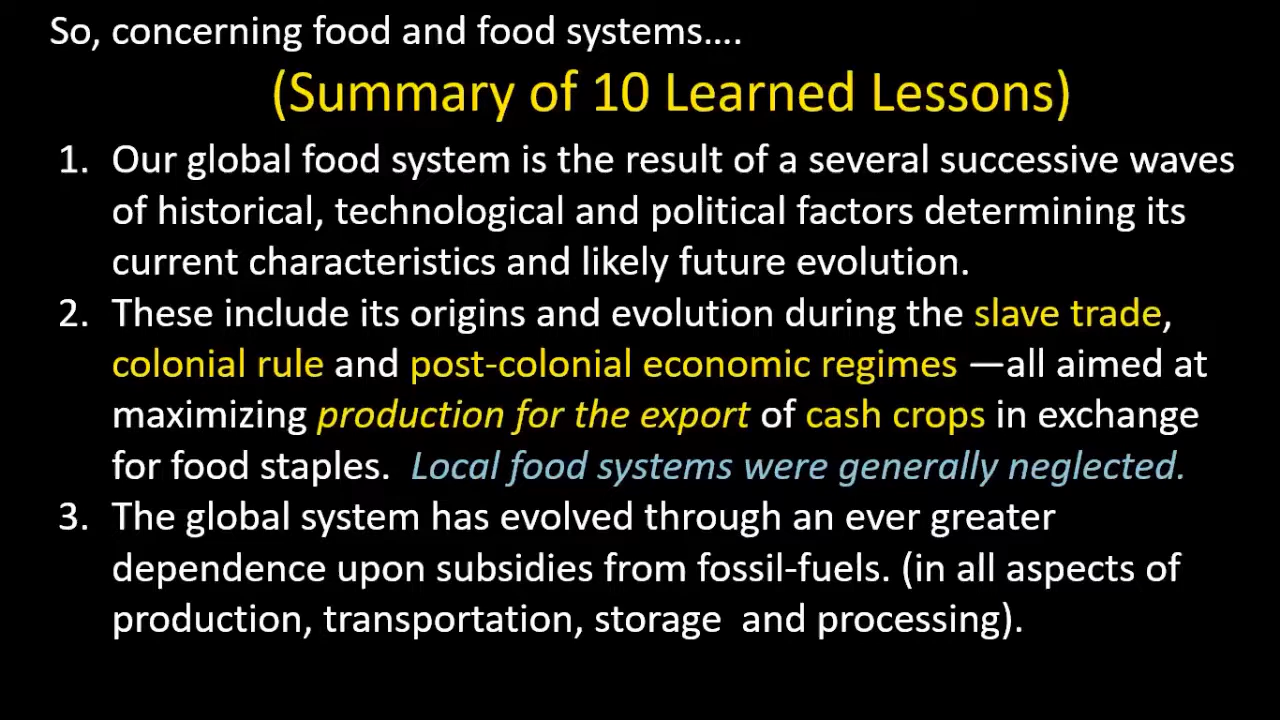 So, concerning food and food systems….
(Summary of 10 Learned Lessons)
1. Our global food system is the result of a several successive waves
of historical, technological and political factors determining its
current characteristics and likely future evolution.
2. These include its origins and evolution during the slave trade,
colonial rule and post-colonial economic regimes —all aimed at
maximizing production for the export of cash crops in exchange
for food staples.  Local food systems were generally neglected.
3. The global system has evolved through an ever greater
dependence upon subsidies from fossil-fuels. (in all aspects of
production, transportation, storage  and processing).